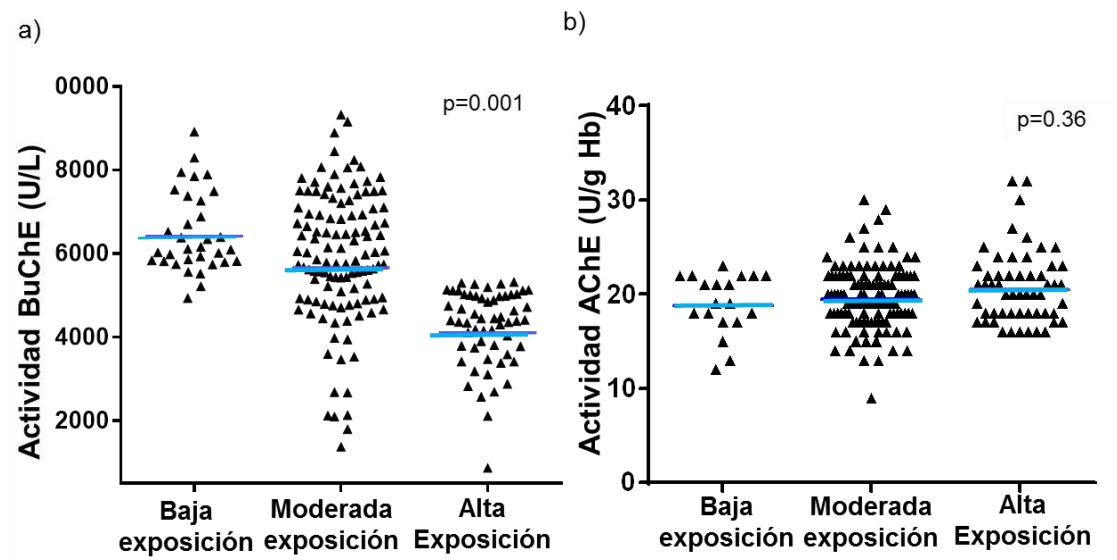 a)
Actividad BuChE (U/L)
0000
8000
6000
4000
2000
p=0.001
Baja exposición
Moderada exposición
Alta Exposición
b)
Actividad AChE (U/g Hb)
40
30
20
10
0
p=0.36
Baja exposición
Moderada exposición
Alta Exposición